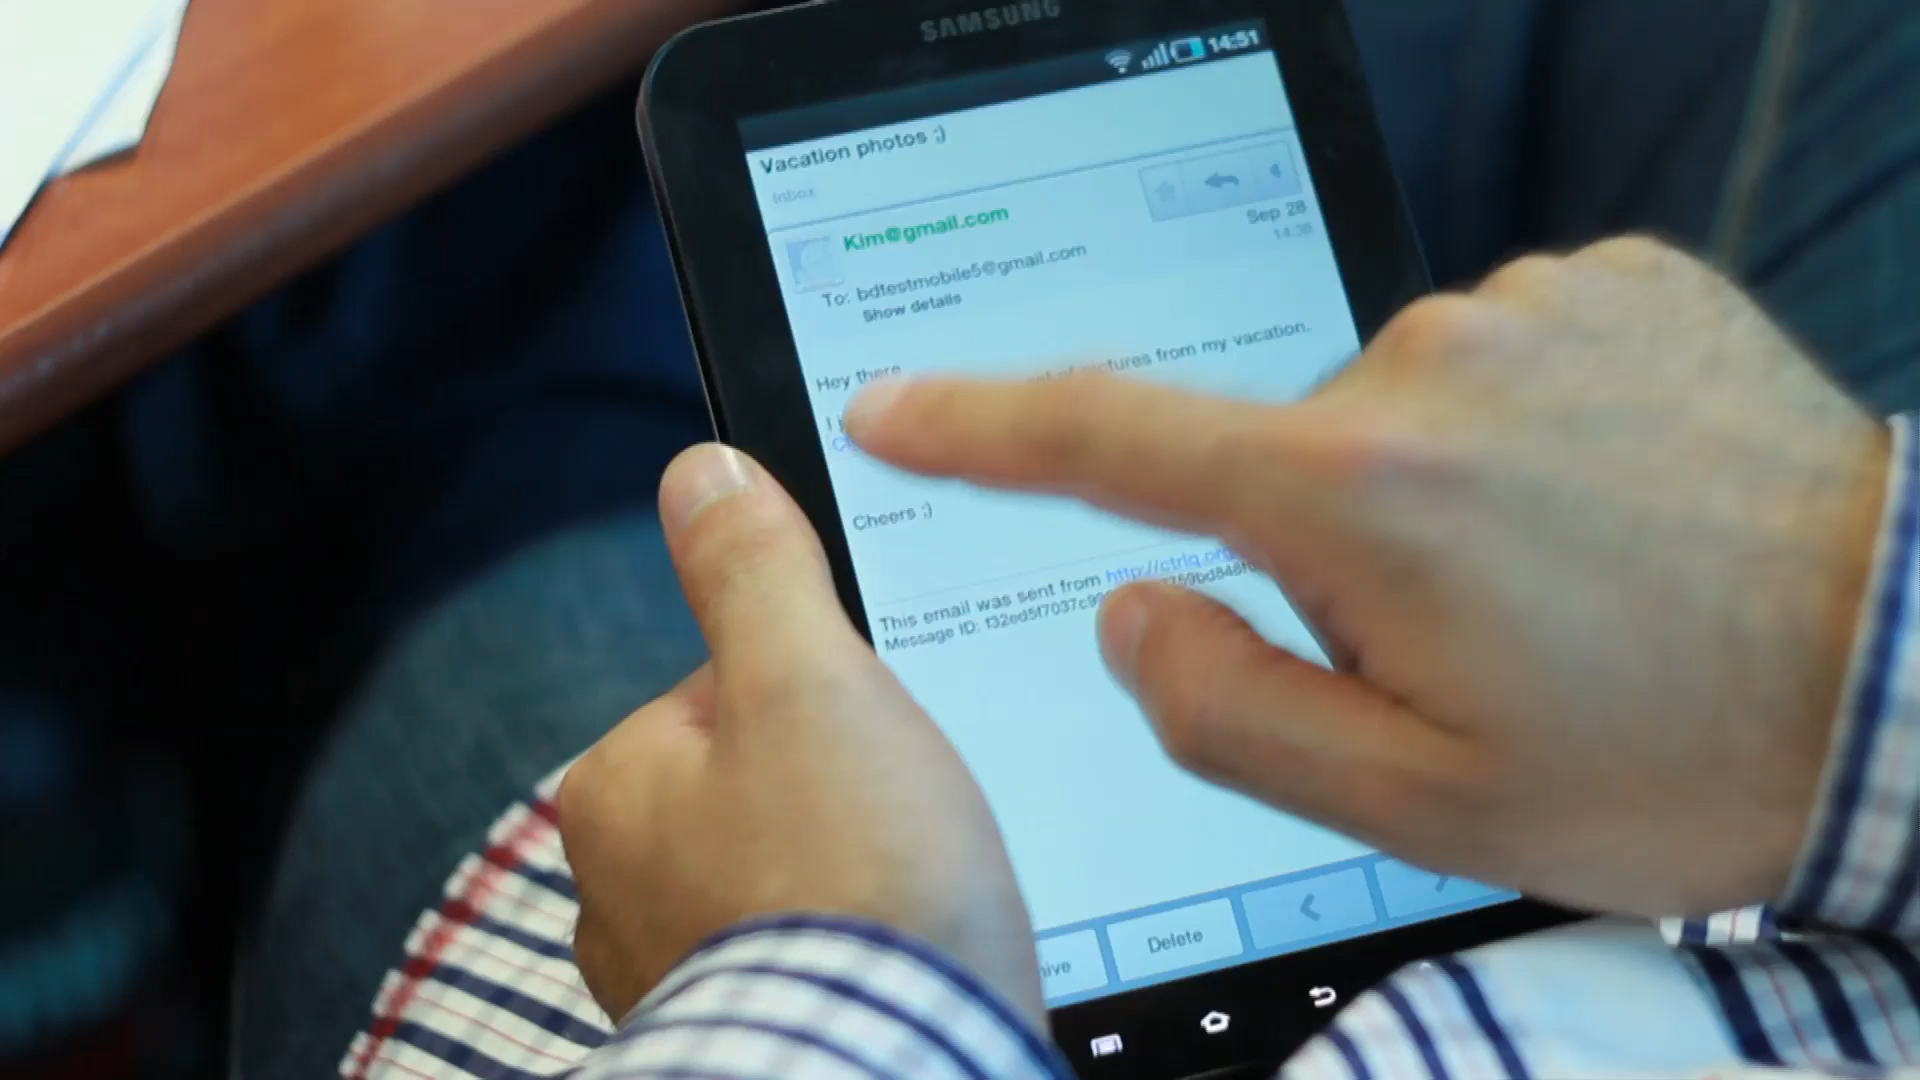 SAMSUNG
14:51
Vacation photos ;)
Inbox
Kim@gmail.com
Sep 28
14:38
To: bdtestmobile5@gmail.com
Show details
Hey there
I
of pictures from my vacation.
Cheers ;)
This email was sent from http://ctrlq.org
Message ID:
Delete